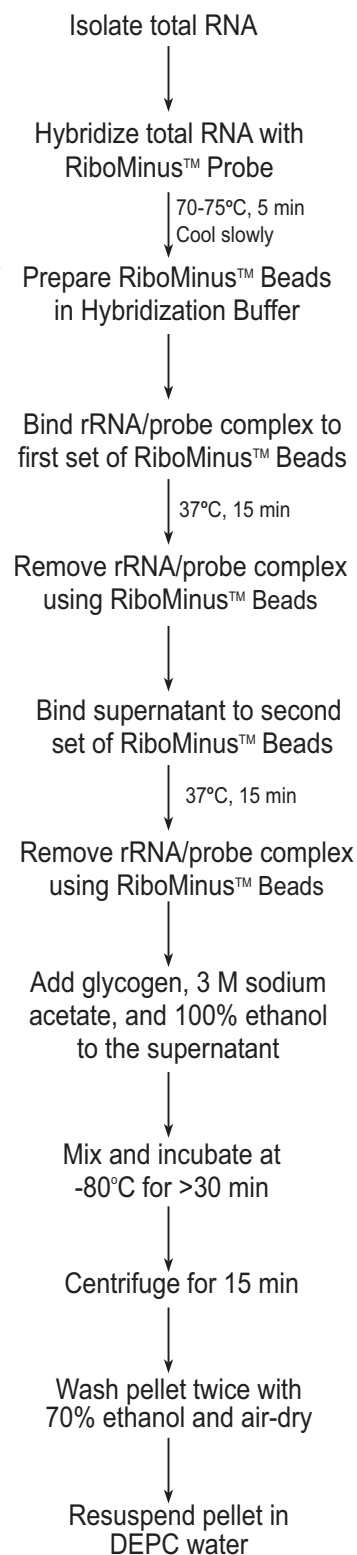 Isolate total RNA
Hybridize total RNA with
RiboMinus™ Probe
70-75ºC, 5 min
Cool slowly
Prepare RiboMinus™ Beads
in Hybridization Buffer
Bind rRNA/probe complex to
first set of RiboMinus™ Beads
37ºC, 15 min
Remove rRNA/probe complex
using RiboMinus™ Beads
Bind supernatant to second
set of RiboMinus™ Beads
37ºC, 15 min
Remove rRNA/probe complex
using RiboMinus™ Beads
Add glycogen, 3 M sodium
acetate, and 100% ethanol
to the supernatant
Mix and incubate at
-80ºC for >30 min
Centrifuge for 15 min
Wash pellet twice with
70% ethanol and air-dry
Resuspend pellet in
DEPC water